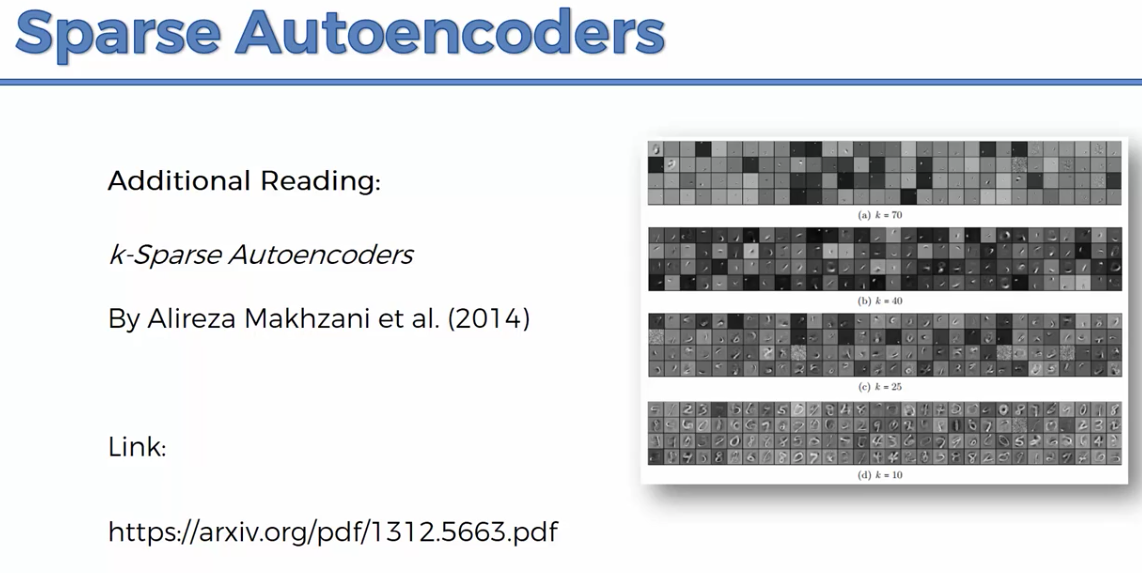 Sparse Autoencoders
Additional Reading:
k-Sparse Autoencoders
By Alireza Makhzani et al. (2014)
Link:
https://arxiv.org/pdf/1312.5663.pdf
(a) k = 70
(b) k = 40
(c) k = 25
(d) k = 10